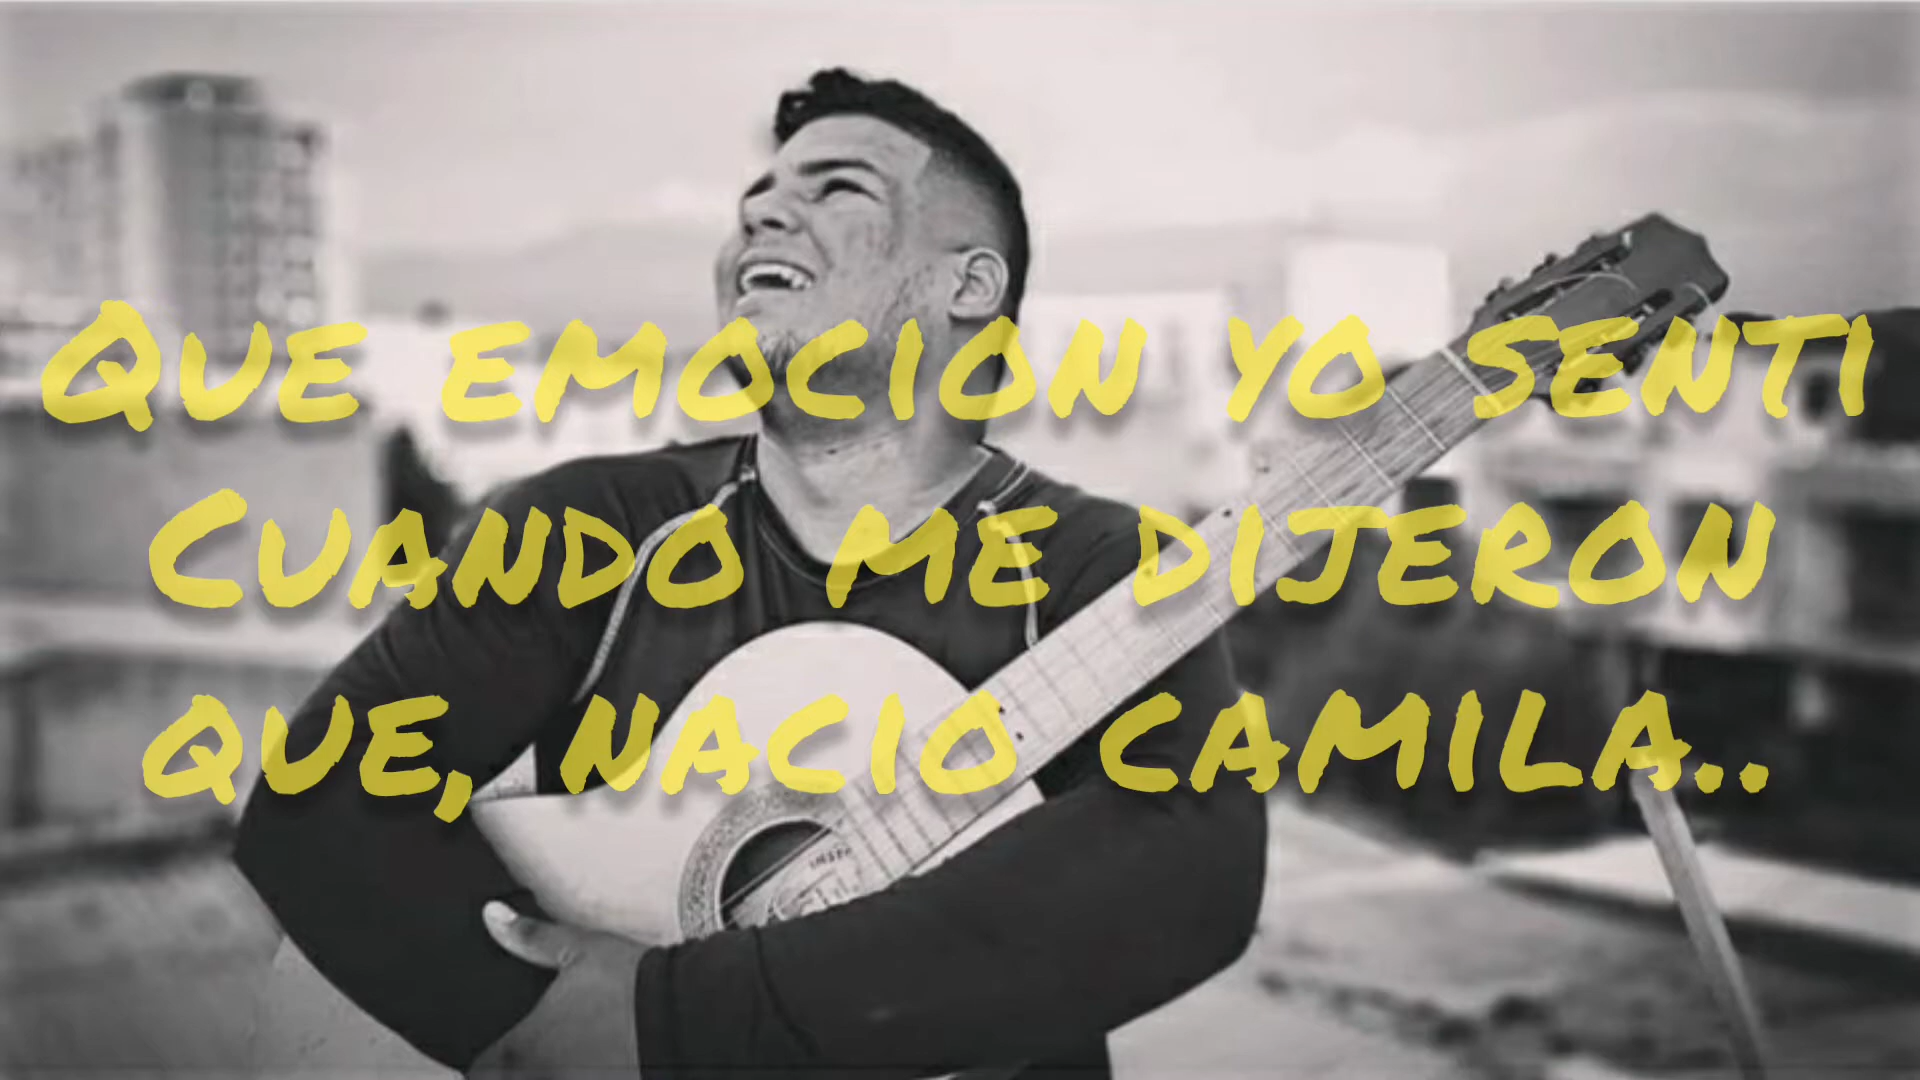 Que emocion yo senti
Cuando me dijeron
que, nacio camila..